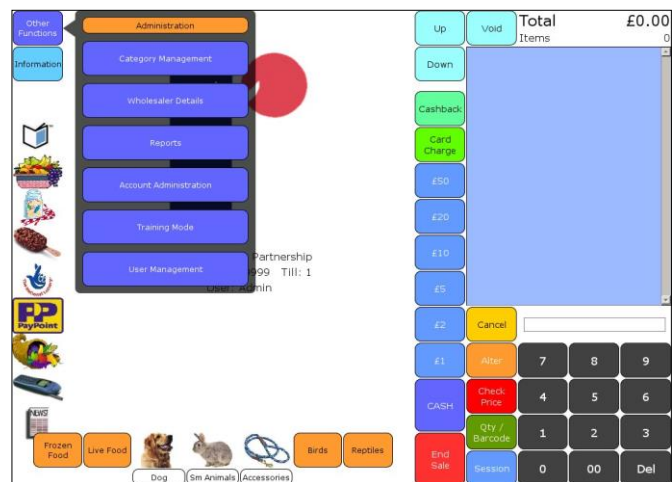 Other
Functions
Information
Administration
Category Management
Wholesaler Details
Reports
Account Administration
Training Mode
User Management
Partnership
999 Till: 1
User: Admin
PayPoint
NEWS
Frozen
Food
Live Food
Dog
Sm Animals
Accessories
Birds
Reptiles
Up
Void
Down
Cashback
Card
Charge
£50
£20
£10
£5
£2
£1
CASH
End
Sale
Total £0.00
Items 0
Cancel
Alter
Check
Price
Qty /
Barcode
Session
7 8 9
4 5 6
1 2 3
0 00 Del